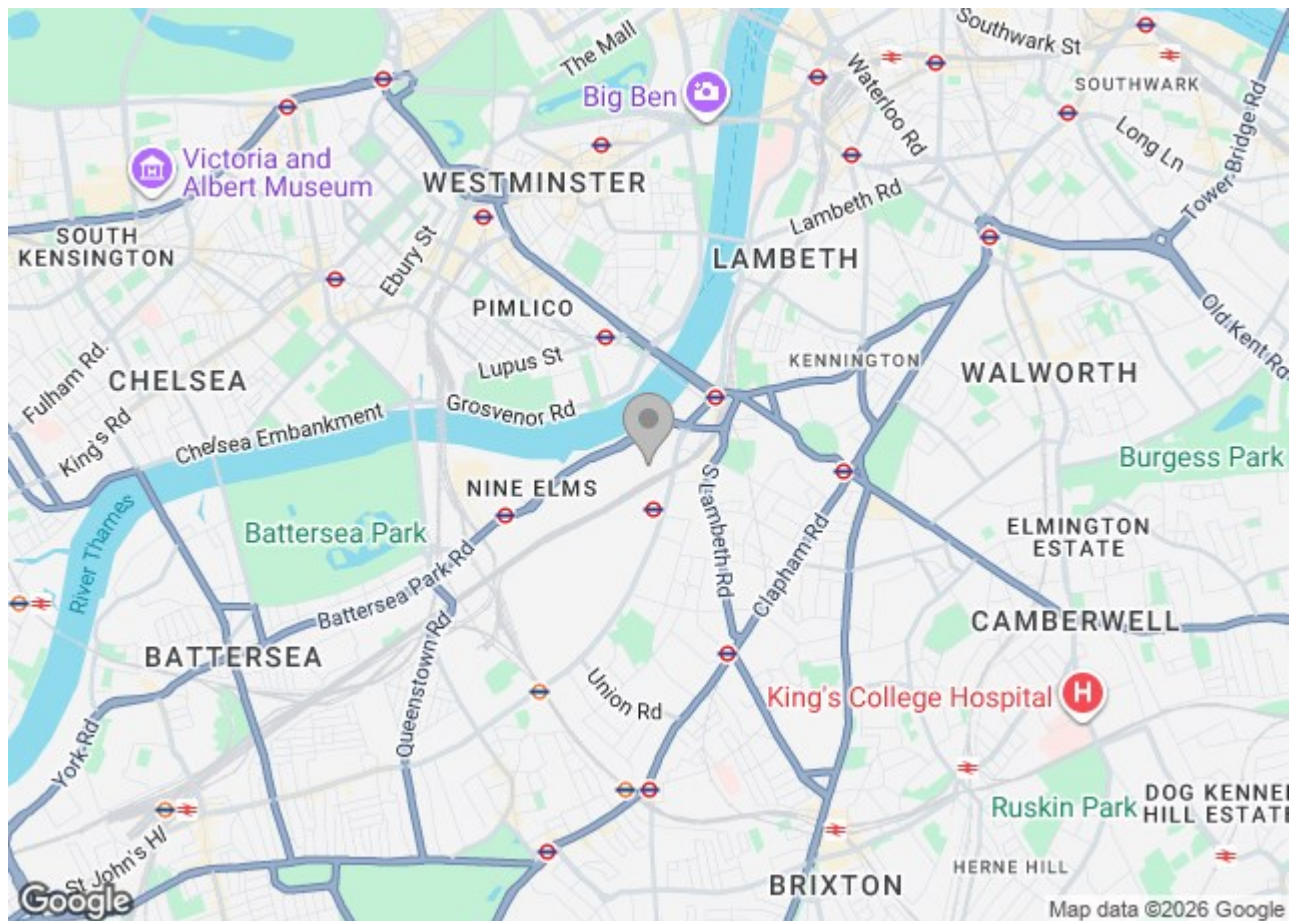 Southwark St
The Mall
Waterloo Rd
SOUTHWARK
Big Ben
Long Ln
Tower Bridge Rd
Victoria and
Albert Museum
WESTMINSTER
Lambeth Rd
SOUTH
KENSINGTON
Ebury St
LAMBETH
PIMLICO
Old Kent Rd
Lupus St
KENNINGTON
Fulham Rd.
CHELSEA
WALWORTH
King's Rd
Chelsea Embankment
Grosvenor Rd
Burgess Park
NINE ELMS
S Lambeth Rd
Clapham Rd
River Thames
Battersea Park
ELMINGTON
ESTATE
Battersea Park Rd
CAMBERWELL
BATTERSEA
Queenstown Rd
Union Rd
King's College Hospital
H
York Rd
Ruskin Park
DOG KENNEL
HILL ESTATE
St John's Hl
HERNE HILL
BRIXTON
Google
Map data ©2026 Google